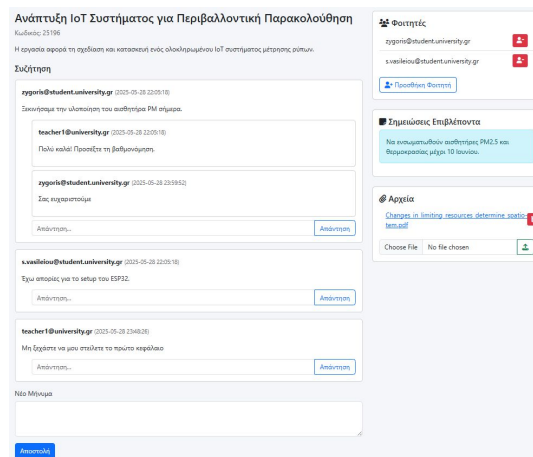 Ανάπτυξη IoT Συστήματος για Περιβαλλοντική Παρακολούθηση
Κωδικός: 25196
Η εργασία αφορά τη σχεδίαση και κατασκευή ενός ολοκληρωμένου IoT συστήματος μέτρησης ρύπων.
Συζήτηση
zygoris@student.university.gr (2025-05-28 22:05:18)
Ξεκινήσαμε την υλοποίηση του αισθητήρα PM σήμερα.
teacher1@university.gr (2025-05-28 22:05:18)
Πολύ καλά! Προσέξτε τη βαθμονόμηση.
zygoris@student.university.gr (2025-05-28 23:59:52)
Σας ευχαριστούμε
Απάντηση...
Απάντηση
s.vasileiou@student.university.gr (2025-05-28 22:05:18)
Έχω απορίες για το setup του ESP32.
Απάντηση...
Απάντηση
teacher1@university.gr (2025-05-28 23:48:26)
Μη ξεχάστε να μου στείλετε το πρώτο κεφάλαιο
Απάντηση...
Απάντηση
Νέο Μήνυμα
Αποστολή
Φοιτητές
zygoris@student.university.gr
s.vasileiou@student.university.gr
Προσθήκη Φοιτητή
Σημειώσεις Επιβλέποντα
Να ενσωματωθούν αισθητήρες PM2.5 και
θερμοκρασίας μέχρι 10 Ιουνίου.
Αρχεία
Changes in limiting resources determine spatio-
tem.pdf
Choose File No file chosen